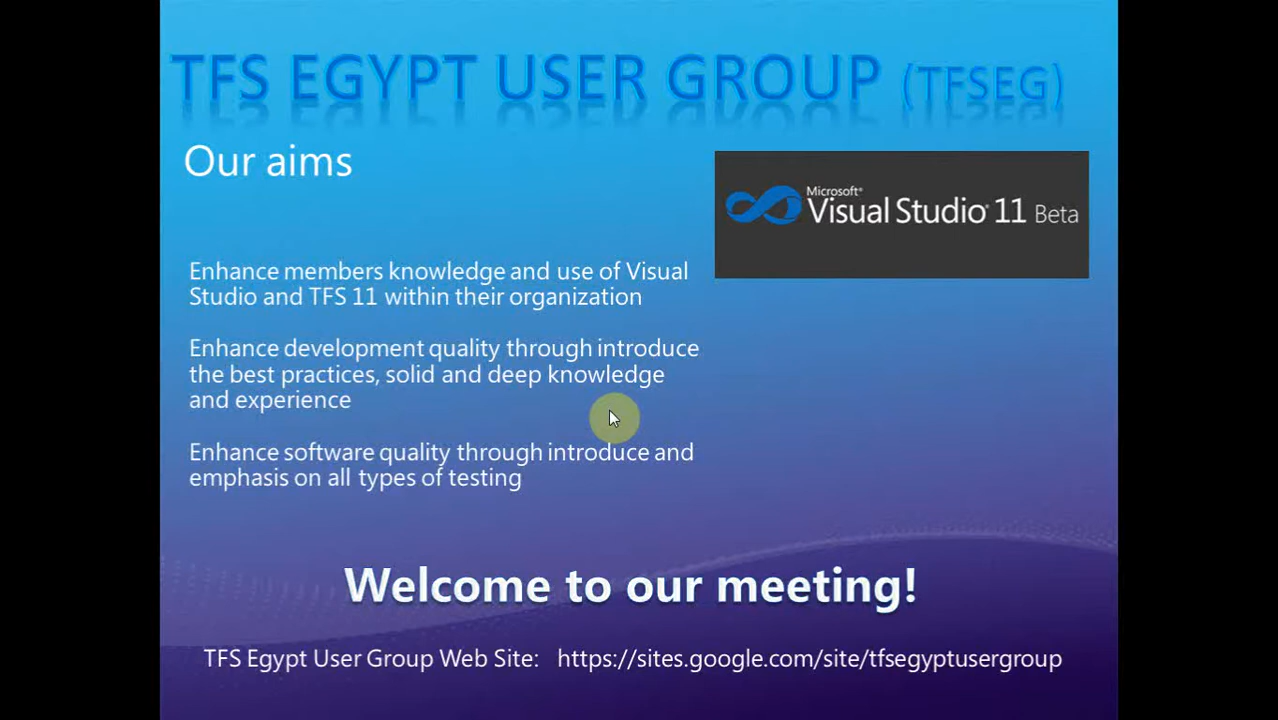 TFS EGYPT USER GROUP (TFSEG)
Our aims
Microsoft®
Visual Studio® 11 Beta
Enhance members knowledge and use of Visual
Studio and TFS 11 within their organization
Enhance development quality through introduce
the best practices, solid and deep knowledge
and experience
Enhance software quality through introduce and
emphasis on all types of testing
Welcome to our meeting!
TFS Egypt User Group Web Site: https://sites.google.com/site/tfsegyptusergroup